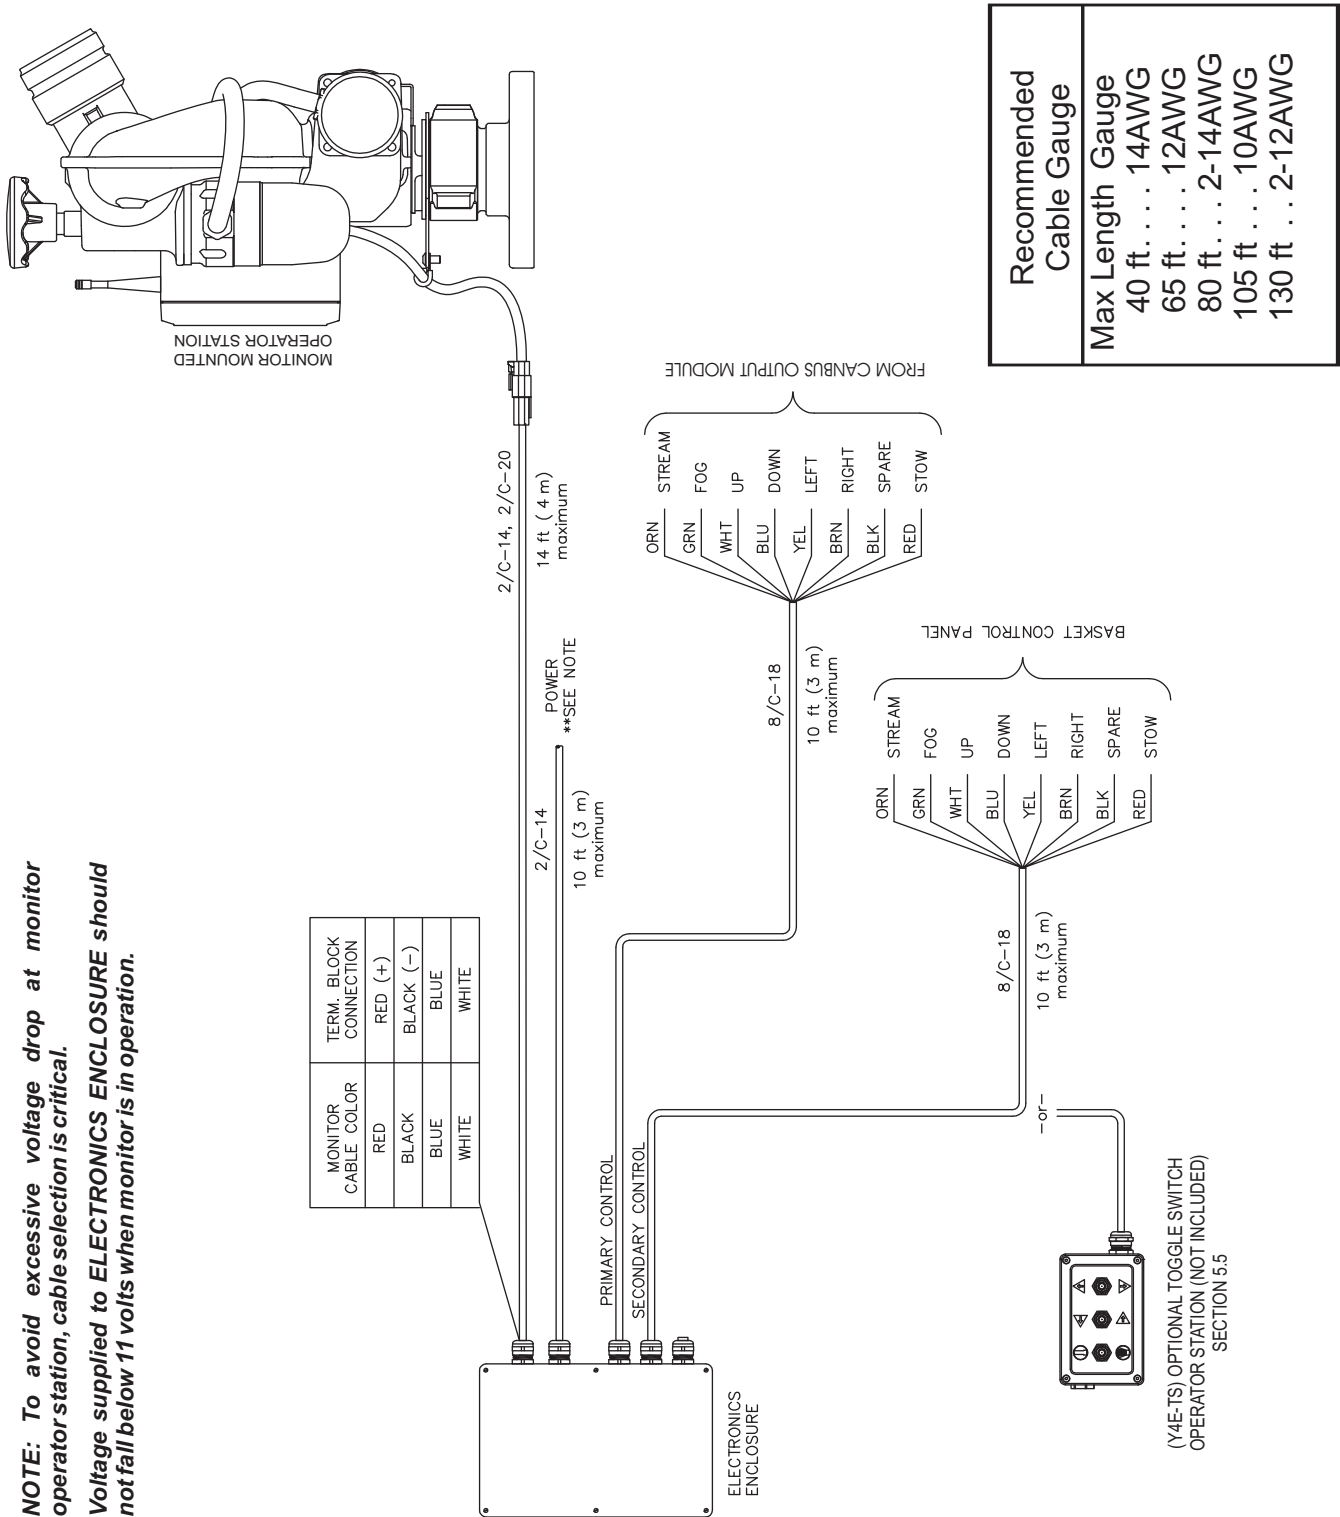 NOTE: To avoid excessive voltage drop at monitor
operator station, cable selection is critical.
Voltage supplied to ELECTRONICS ENCLOSURE should
not fall below 11 volts when monitor is in operation.
MONITOR MOUNTED
OPERATOR STATION
MONITOR
CABLE COLOR
TERM. BLOCK
CONNECTION
RED
RED (+)
BLACK
BLACK (–)
BLUE
BLUE
WHITE
WHITE
2/C–14, 2/C–20
14 ft ( 4 m)
maximum
2/C–14
10 ft (3 m)
maximum
POWER
**SEE NOTE
PRIMARY CONTROL
SECONDARY CONTROL
ELECTRONICS
ENCLOSURE
8/C–18
10 ft (3 m)
maximum
ORN STREAM
GRN FOG
WHT UP
BLU DOWN
YEL LEFT
BRN RIGHT
BLK SPARE
RED STOW
FROM CANBUS OUTPUT MODULE
8/C–18
10 ft (3 m)
maximum
ORN STREAM
GRN FOG
WHT UP
BLU DOWN
YEL LEFT
BRN RIGHT
BLK SPARE
RED STOW
BASKET CONTROL PANEL
–or–
(Y4E-TS) OPTIONAL TOGGLE SWITCH
OPERATOR STATION (NOT INCLUDED)
SECTION 5.5
Recommended
Cable Gauge
Max Length Gauge
40 ft. . . . 14AWG
65 ft. . . . 12AWG
80 ft . . . 2-14AWG
105 ft . . . 10AWG
130 ft . . 2-12AWG